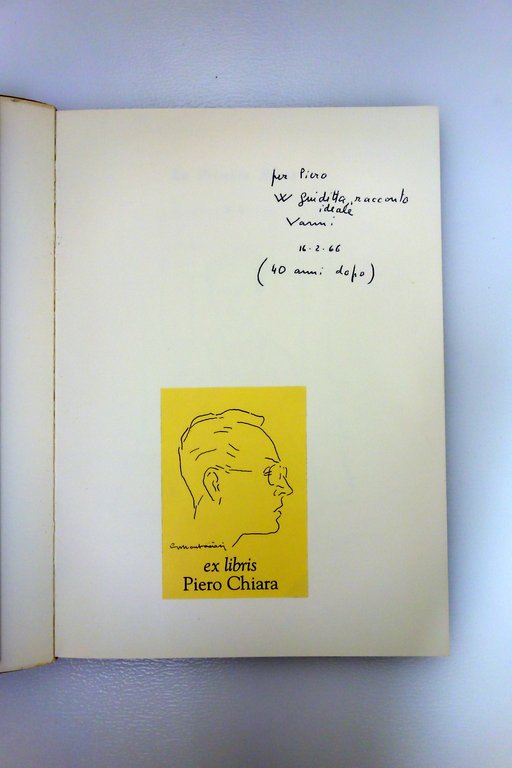 per Piero
W Giuditta, racconto
ideale
Vanni
16-2-66
(40 anni dopo)
ex libris
Piero Chiara